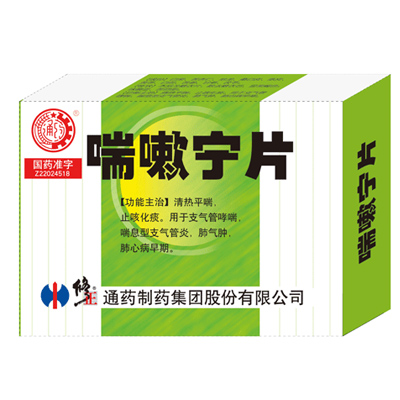 国药准字
Z22024518
喘嗽宁片
【功能主治】清热平喘、
止咳化痰。用于支气管哮喘,
喘息型支气管炎、肺气肿、
肺心病早期。
修正
通药制药集团股份有限公司
喘嗽宁片